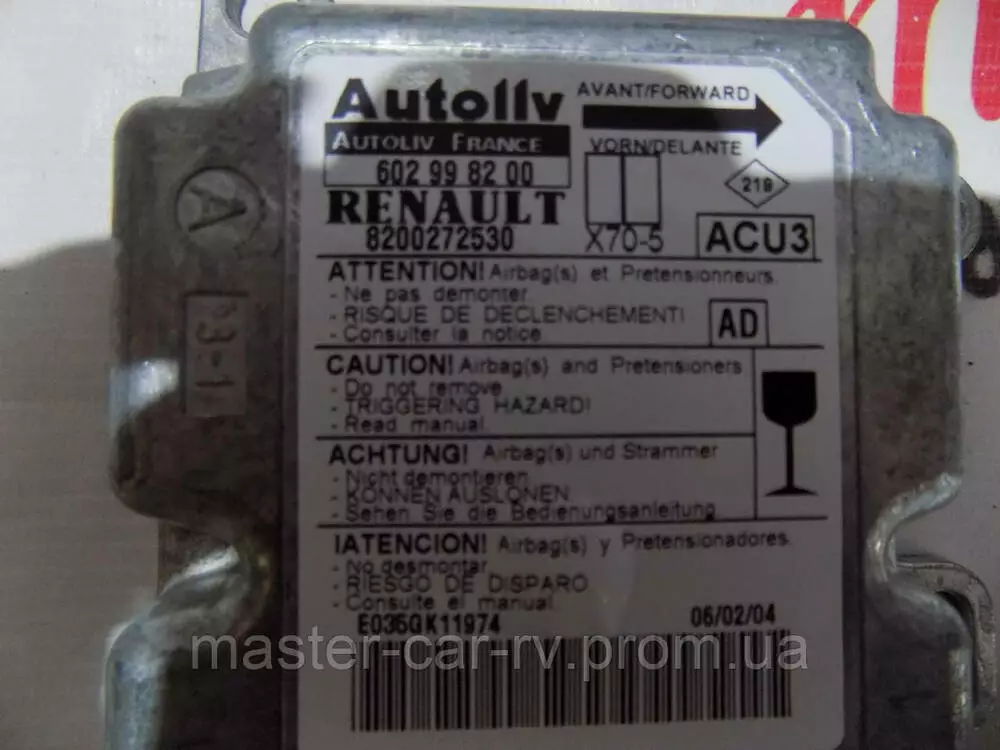 Autoliv
AVANT/FORWARD
AUTOLIV FRANCE
VORN/DELANTE
602 99 82 00
219
RENAULT
8200272530
X70-5
ACU3
A
ATTENTION! Airbag(s) et Pretensionneurs.
- Ne pas demonter.
- RISQUE DE DECLENCHEMENT!
- Consulter la notice
AD
CAUTION! Airbag(s) and Pretensioners
- Do not remove
- TRIGGERING HAZARD!
- Read manual.
ACHTUNG! Airbag(s) und Strammer
- Nicht demontieren
- KONNEN AUSLONEN
- Sehen Sie die Bedienungsanleitung
!ATENCION! Airbag(s) y Pretensionadores.
- No desmontar
- RIESGO DE DISPARO
- Consulte el manual.
E035GK11974
06/02/04
master-car-rv.prom.ua